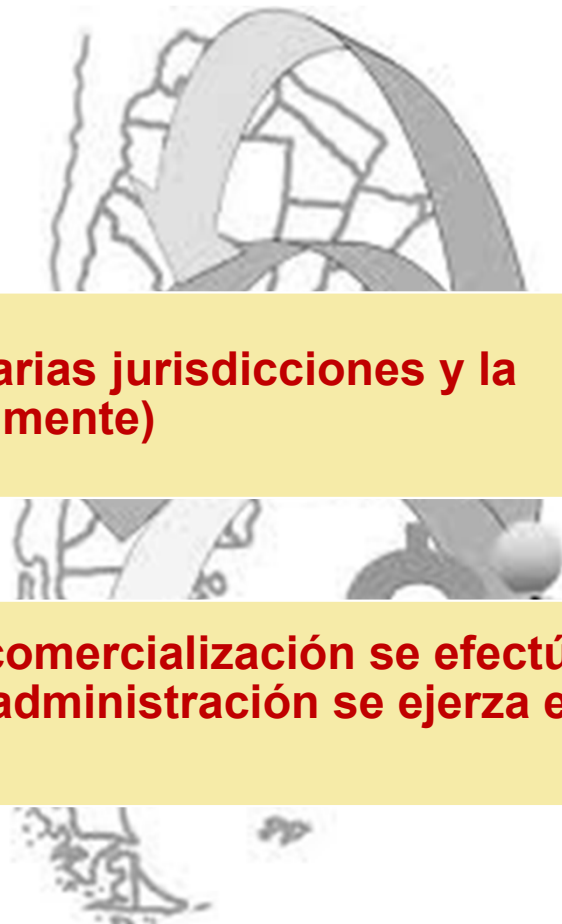 arias jurisdicciones y la
mente)
comercialización se efectú
administración se ejerza e